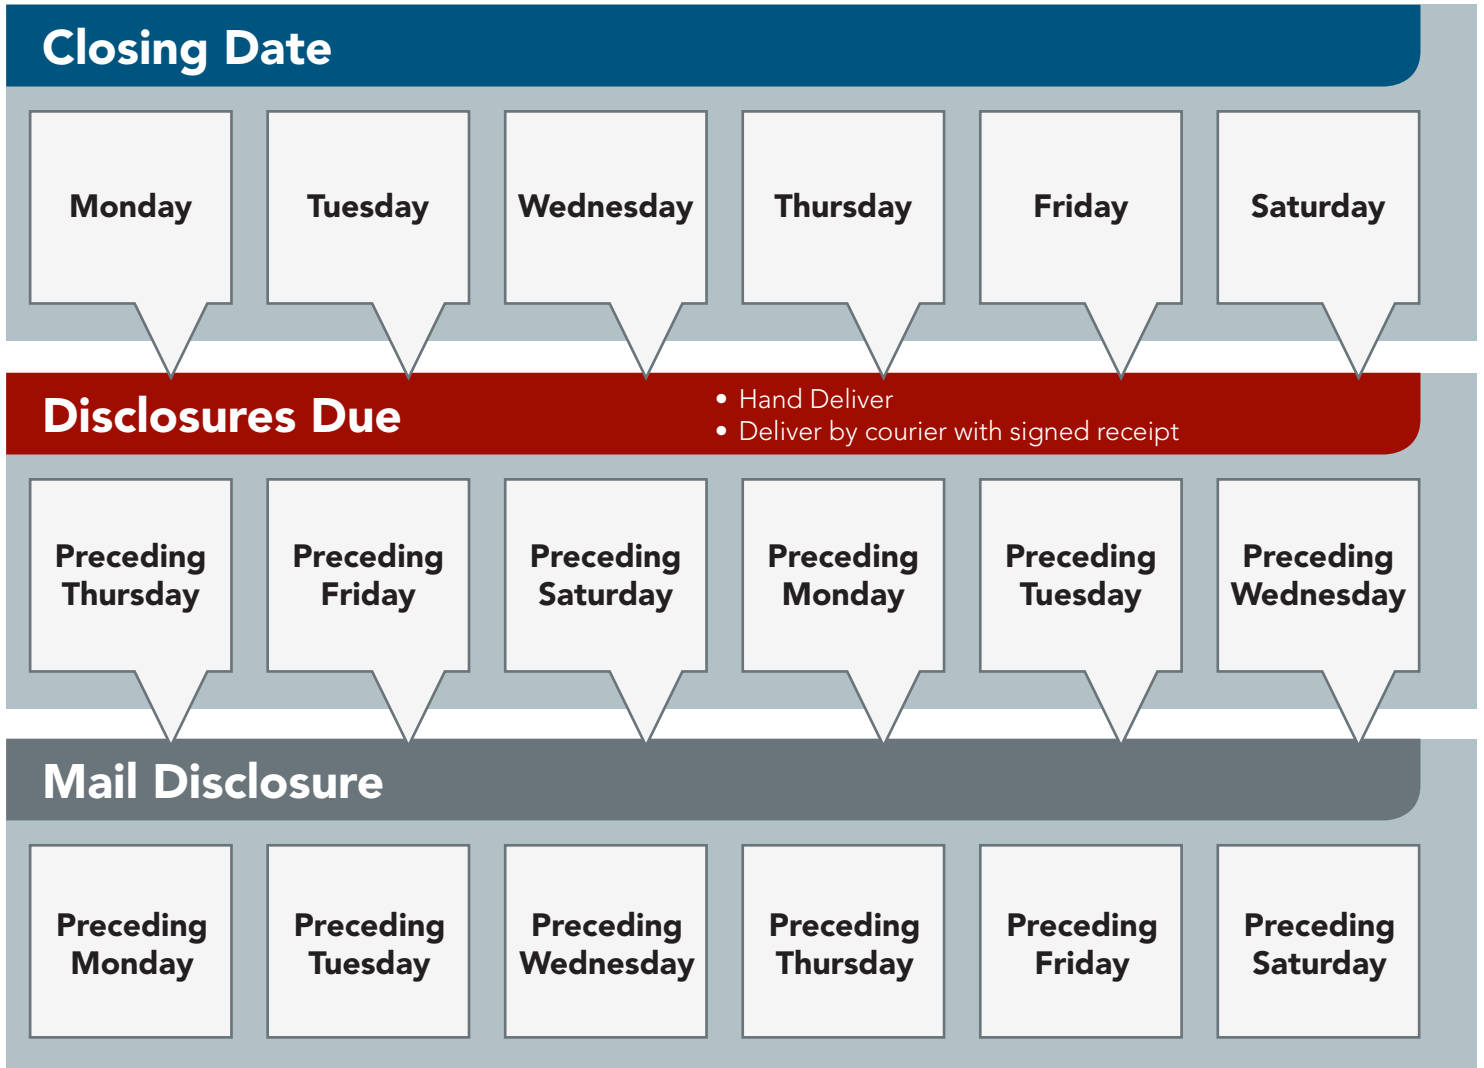 Closing Date
Monday
Tuesday
Wednesday
Thursday
Friday
Saturday
Disclosures Due
• Hand Deliver
• Deliver by courier with signed receipt
Preceding
Thursday
Preceding
Friday
Preceding
Saturday
Preceding
Monday
Preceding
Tuesday
Preceding
Wednesday
Mail Disclosure
Preceding
Monday
Preceding
Tuesday
Preceding
Wednesday
Preceding
Thursday
Preceding
Friday
Preceding
Saturday